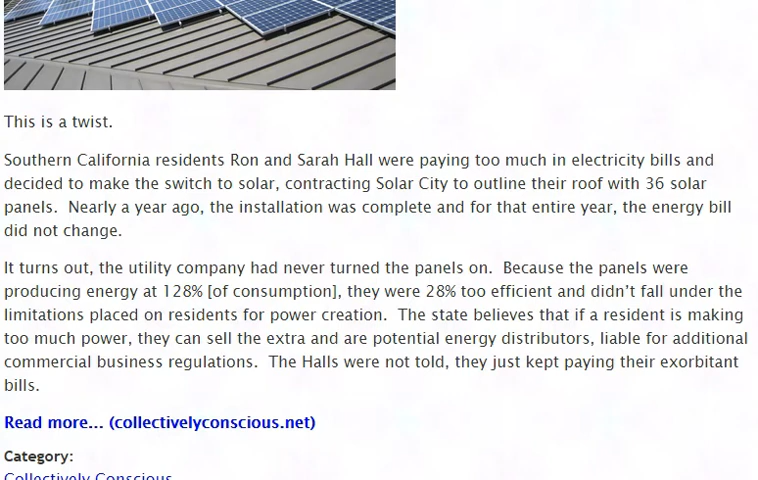 This is a twist.
Southern California residents Ron and Sarah Hall were paying too much in electricity bills and
decided to make the switch to solar, contracting Solar City to outline their roof with 36 solar
panels.  Nearly a year ago, the installation was complete and for that entire year, the energy bill
did not change.
It turns out, the utility company had never turned the panels on.  Because the panels were
producing energy at 128% [of consumption], they were 28% too efficient and didn't fall under the
limitations placed on residents for power creation.  The state believes that if a resident is making
too much power, they can sell the extra and are potential energy distributors, liable for additional
commercial business regulations.  The Halls were not told, they just kept paying their exorbitant
bills.
Read more... (collectivelyconscious.net)
Category:
Collectively Conscious